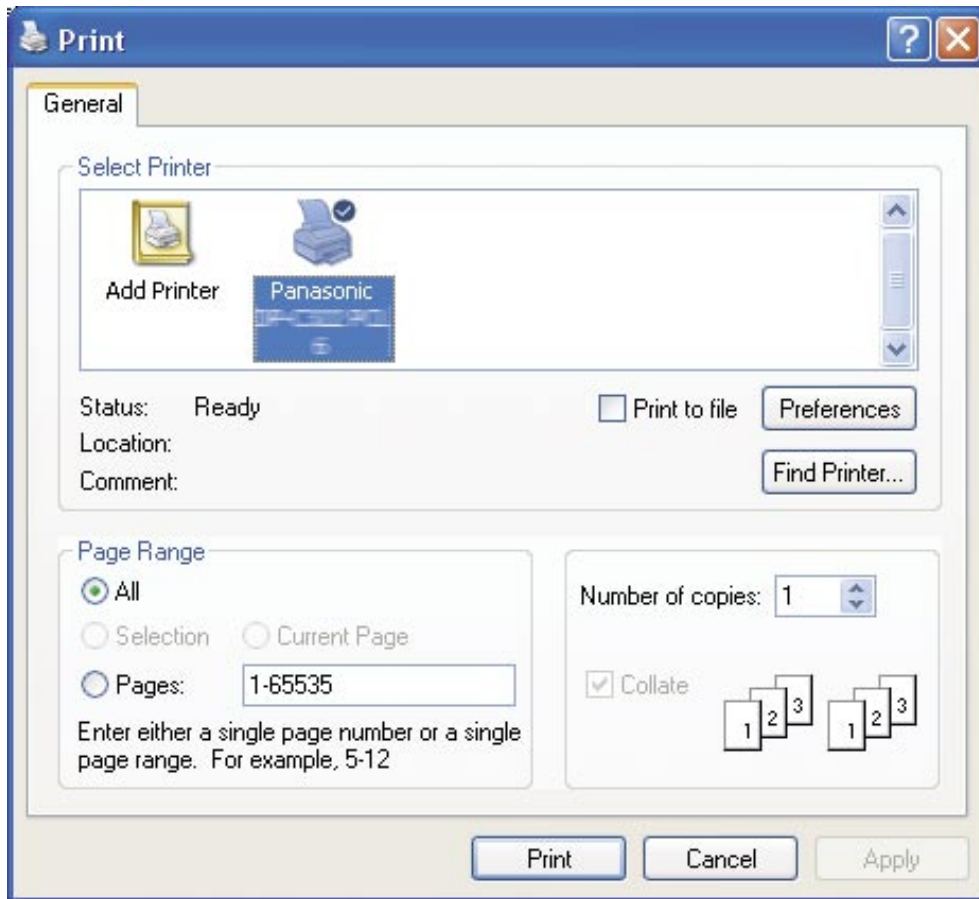 Print
General
Select Printer
Add Printer
Panasonic
Status: Ready
Print to file
Preferences
Location:
Comment:
Find Printer...
Page Range
All
Selection
Current Page
Pages:
1-65535
Enter either a single page number or a single
page range. For example, 5-12
Number of copies: 1
Collate
1 2 3 1 2 3
Print
Cancel
Apply